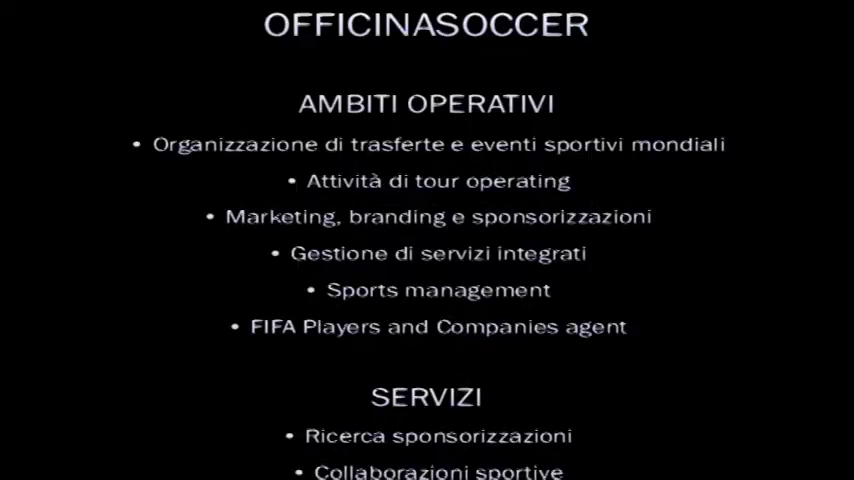 OFFICINASOCCER
AMBITI OPERATIVI
• Organizzazione di trasferte e eventi sportivi mondiali
• Attività di tour operating
• Marketing, branding e sponsorizzazioni
• Gestione di servizi integrati
• Sports management
• FIFA Players and Companies agent
SERVIZI
• Ricerca sponsorizzazioni
• Collaborazioni sportive